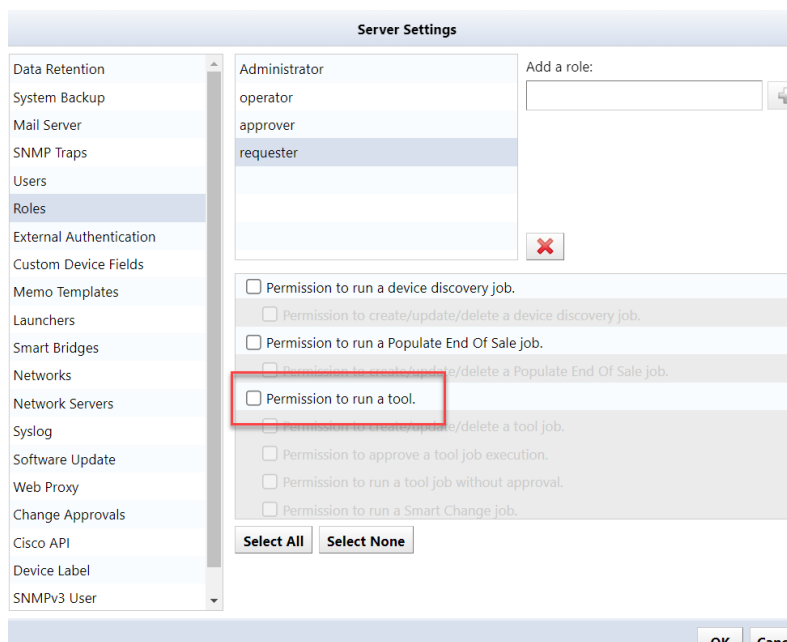 Server Settings
Data Retention
System Backup
Mail Server
SNMP Traps
Users
Roles
External Authentication
Custom Device Fields
Memo Templates
Launchers
Smart Bridges
Networks
Network Servers
Syslog
Software Update
Web Proxy
Change Approvals
Cisco API
Device Label
SNMPv3 User
Administrator
operator
approver
requester
Add a role:
Permission to run a device discovery job.
Permission to create/update/delete a device discovery job.
Permission to run a Populate End Of Sale job.
Permission to create/update/delete a Populate End Of Sale job.
Permission to run a tool.
Permission to create/update/delete a tool job.
Permission to approve a tool job execution.
Permission to run a tool job without approval.
Permission to run a Smart Change job.
Select All
Select None
OK
Canc